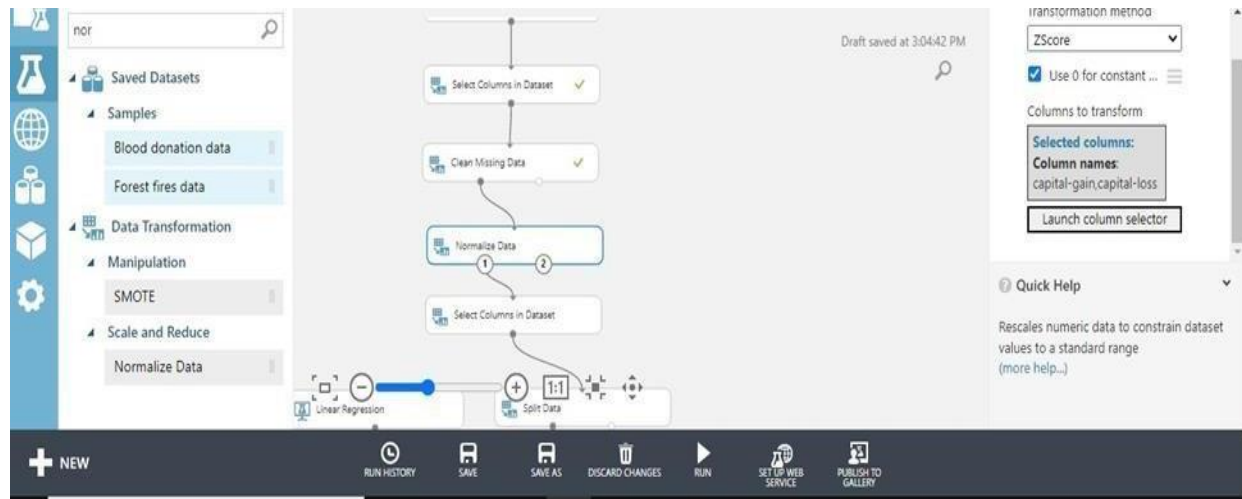 nor
Saved Datasets
Samples
Blood donation data
Forest fires data
Data Transformation
Manipulation
SMOTE
Scale and Reduce
Normalize Data
Draft saved at 3:04:42 PM
Select Columns in Dataset
Clean Missing Data
Normalize Data
1
2
Select Columns in Dataset
1:1
Linear Regression
Split Data
Transformation method
ZScore
Use 0 for constant ...
Columns to transform
Selected columns:
Column names:
capital-gain,capital-loss
Launch column selector
Quick Help
Rescales numeric data to constrain dataset
values to a standard range
(more help...)
NEW
RUN HISTORY
SAVE
SAVE AS
DISCARD CHANGES
RUN
SET UP WEB
SERVICE
PUBLISH TO
GALLERY